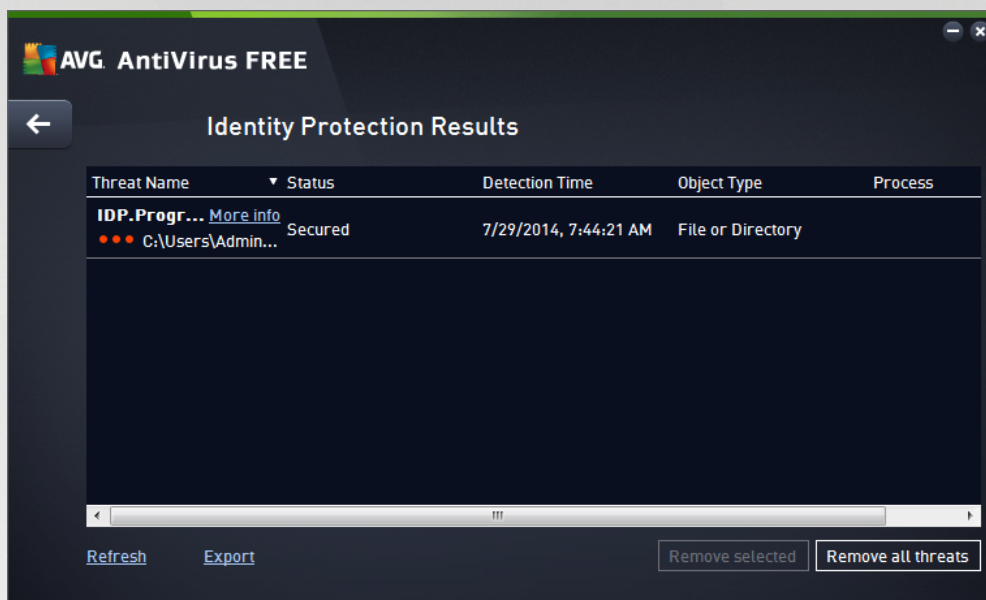 AVG. AntiVirus FREE
Identity Protection Results
Threat Name Status Detection Time Object Type Process
IDP.Progr... More info
C:\Users\Admin... Secured 7/29/2014, 7:44:21 AM File or Directory
Refresh Export Remove selected Remove all threats